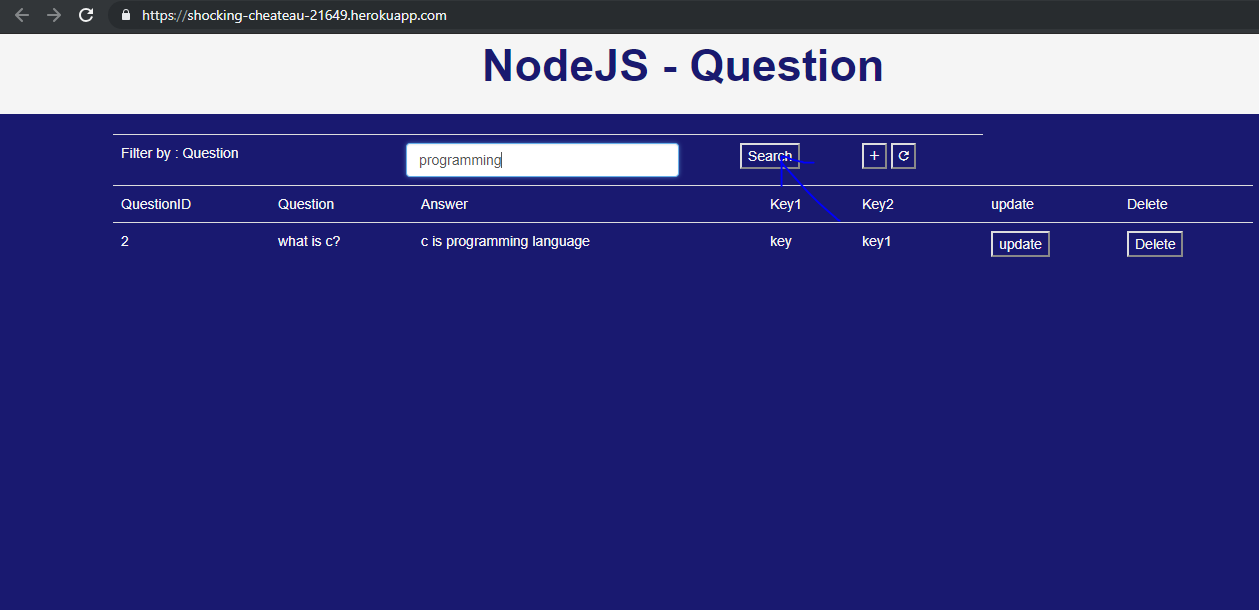 https://shocking-cheateau-21649.herokuapp.com
NodeJS - Question
Filter by : Question programming Search +
QuestionID Question Answer Key1 Key2 update Delete
2 what is c? c is programming language key key1 update Delete